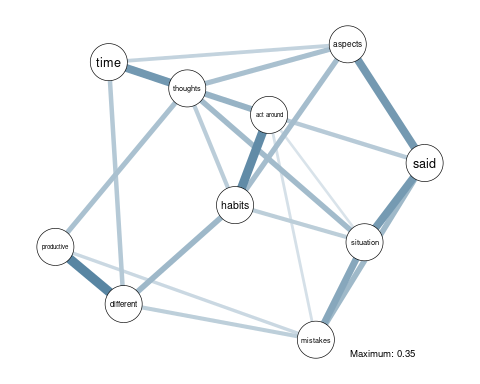 aspects
time
thoughts
act around
said
habits
situation
productive
different
mistakes
Maximum: 0.35